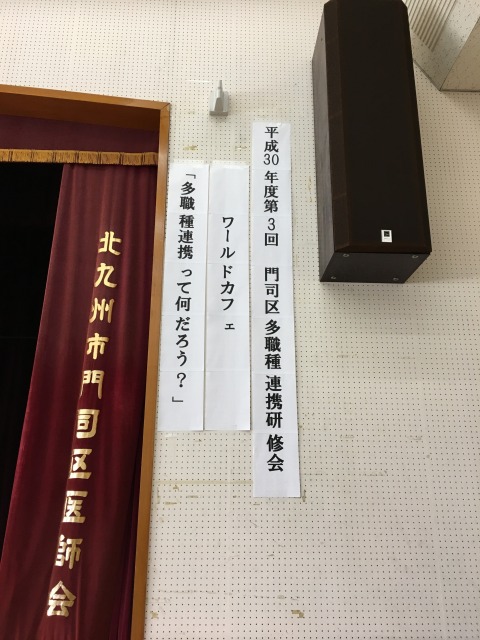 平成30年度第3回 門司区多職種連携研修会
ワールドカフェ
「多職種連携って何だろう？」
北九州市門司区医師会